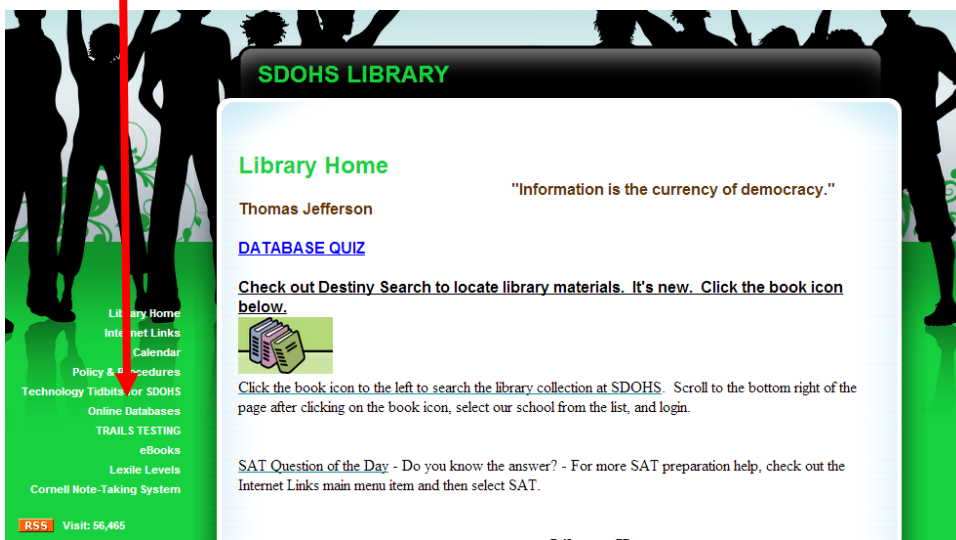 SDOHS LIBRARY
Library Home
"Information is the currency of democracy."
Thomas Jefferson
DATABASE QUIZ
Check out Destiny Search to locate library materials. It's new. Click the book icon
below.
Click the book icon to the left to search the library collection at SDOHS. Scroll to the bottom right of the
page after clicking on the book icon, select our school from the list, and login.
SAT Question of the Day - Do you know the answer? - For more SAT preparation help, check out the
Internet Links main menu item and then select SAT.
Library Home
Internet Links
Calendar
Policy & Procedures
Technology Tidbits for SDOHS
Online Databases
TRAILS TESTING
eBooks
Lexile Levels
Cornell Note-Taking System
RSS Visit: 56,465